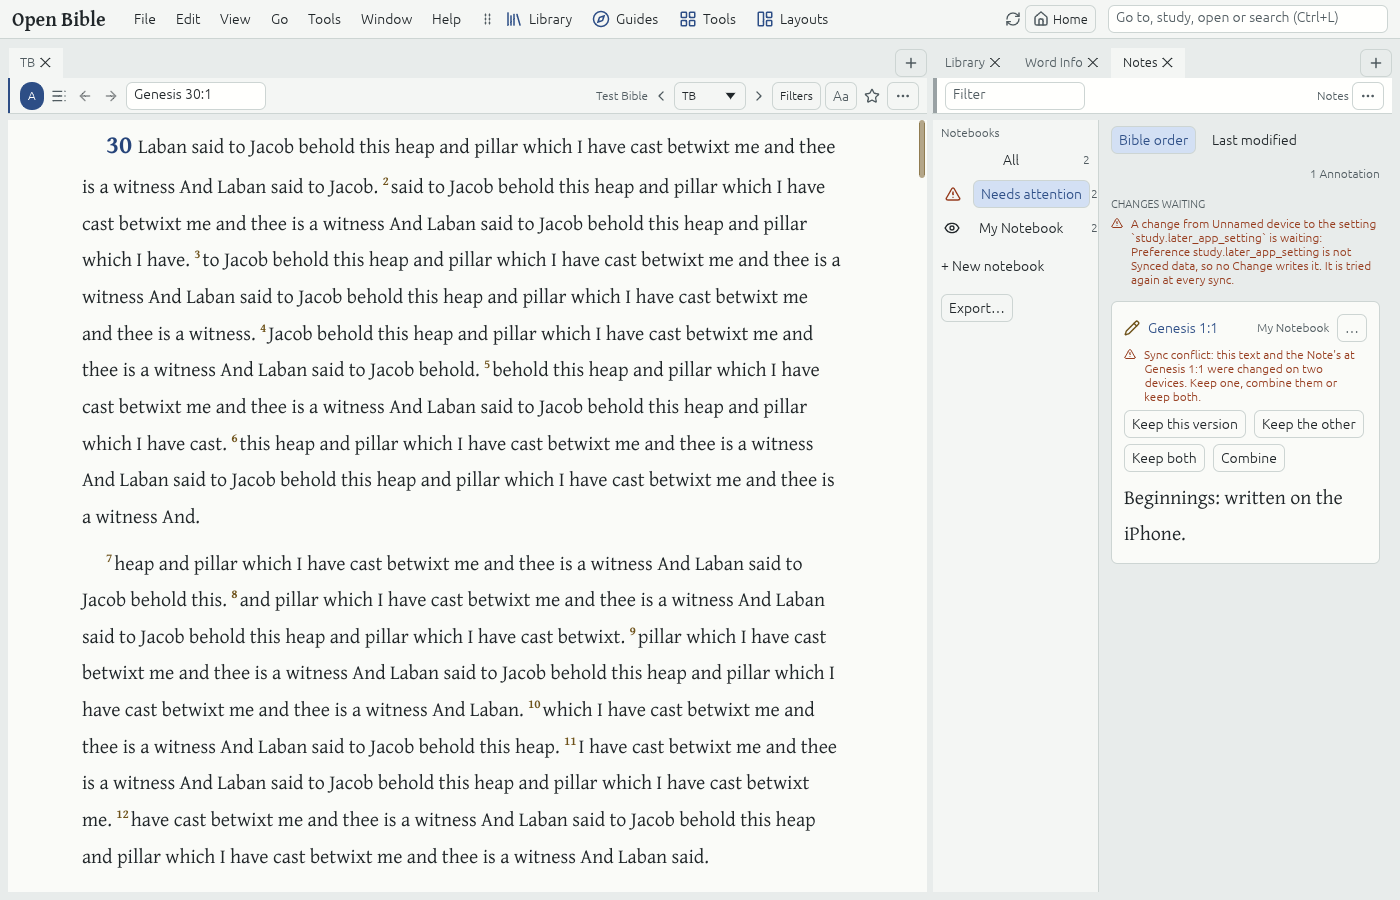 Open Bible File Edit View Go Tools Window Help Library Guides Tools Layouts Home Go to, study, open or search (Ctrl+L)
TB
A Genesis 30:1 Test Bible TB Filters Aa
30 Laban said to Jacob behold this heap and pillar which I have cast betwixt me and thee
is a witness And Laban said to Jacob. 2 said to Jacob behold this heap and pillar which I have
cast betwixt me and thee is a witness And Laban said to Jacob behold this heap and pillar
which I have. 3 to Jacob behold this heap and pillar which I have cast betwixt me and thee is a
witness And Laban said to Jacob behold this heap and pillar which I have cast betwixt me
and thee is a witness. 4 Jacob behold this heap and pillar which I have cast betwixt me and
thee is a witness And Laban said to Jacob behold. 5 behold this heap and pillar which I have
cast betwixt me and thee is a witness And Laban said to Jacob behold this heap and pillar
which I have cast. 6 this heap and pillar which I have cast betwixt me and thee is a witness
And Laban said to Jacob behold this heap and pillar which I have cast betwixt me and thee is
a witness And.
7 heap and pillar which I have cast betwixt me and thee is a witness And Laban said to
Jacob behold this. 8 and pillar which I have cast betwixt me and thee is a witness And Laban
said to Jacob behold this heap and pillar which I have cast betwixt. 9 pillar which I have cast
betwixt me and thee is a witness And Laban said to Jacob behold this heap and pillar which I
have cast betwixt me and thee is a witness And Laban. 10 which I have cast betwixt me and
thee is a witness And Laban said to Jacob behold this heap. 11 I have cast betwixt me and thee
is a witness And Laban said to Jacob behold this heap and pillar which I have cast betwixt
me. 12 have cast betwixt me and thee is a witness And Laban said to Jacob behold this heap
and pillar which I have cast betwixt me and thee is a witness And Laban said.
Library Word Info Notes
Filter Notes
Notebooks
All 2
Needs attention 2
My Notebook 2
+ New notebook
Export…
Bible order Last modified
1 Annotation
CHANGES WAITING
A change from Unnamed device to the setting
`study.later_app_setting` is waiting:
Preference study.later_app_setting is not
Synced data, so no Change writes it. It is tried
again at every sync.
Genesis 1:1 My Notebook …
Sync conflict: this text and the Note's at
Genesis 1:1 were changed on two
devices. Keep one, combine them or
keep both.
Keep this version Keep the other
Keep both Combine
Beginnings: written on the
iPhone.